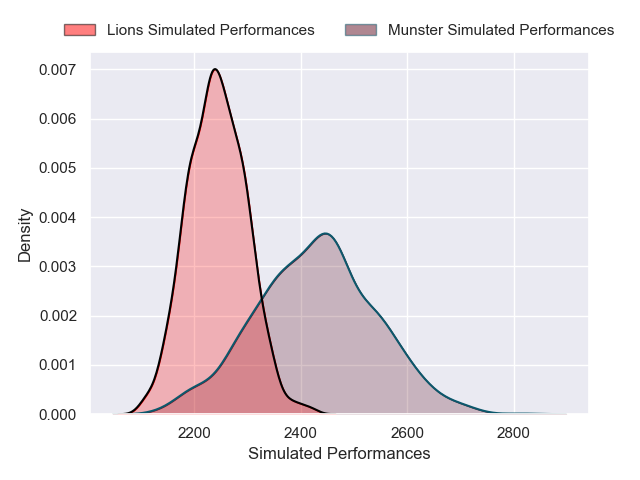 Lions Simulated Performances Munster Simulated Performances
0.007
0.006
0.005
0.004
0.003
0.002
0.001
0.000
Density
2200 2400 2600 2800
Simulated Performances